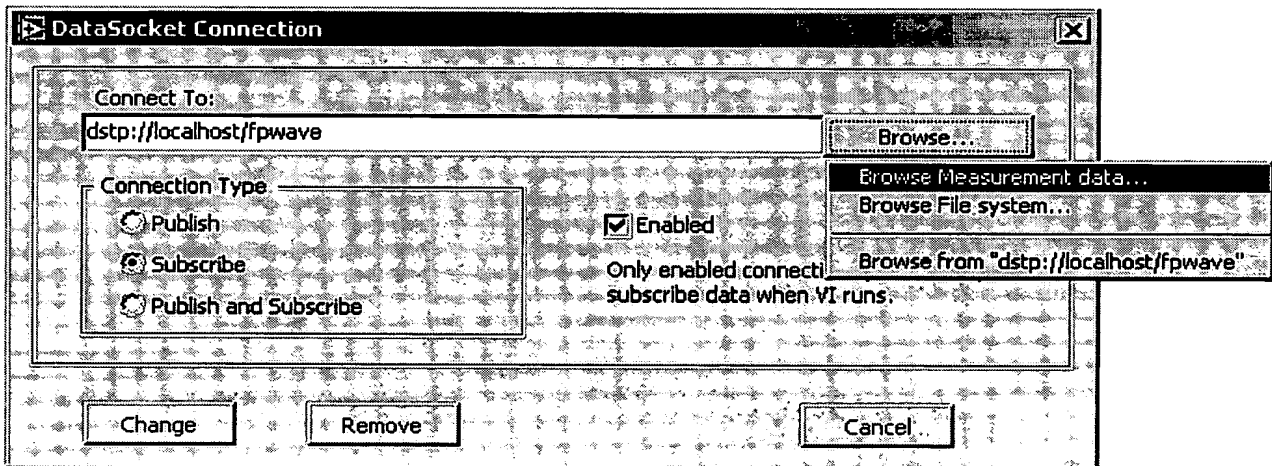 DataSocket Connection
Connect To:
dstp://localhost/fpwave
Browse...
Browse Measurement data...
Browse File system...
Browse from "dstp://localhost/fpwave"
Connection Type
Publish
Subscribe
Publish and Subscribe
Enabled
Only enabled connecti
subscribe data when VI runs.
Change
Remove
Cancel